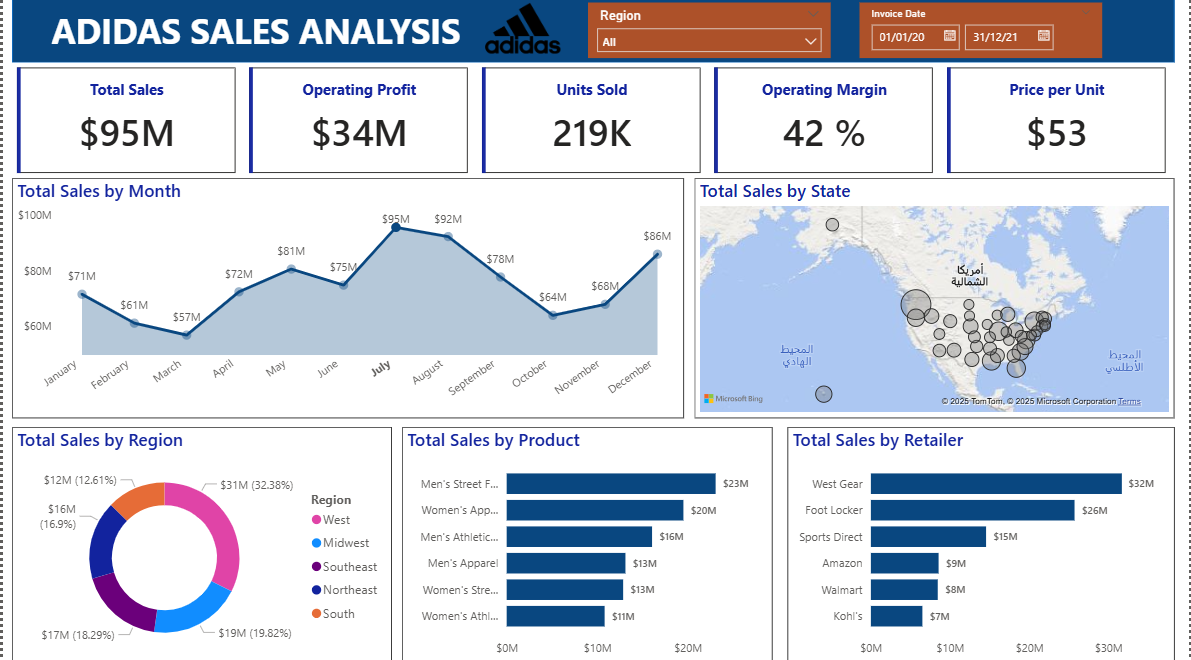 ADIDAS SALES ANALYSIS
adidas
Region
All
Invoice Date
01/01/20
31/12/21
Total Sales
$95M
Operating Profit
$34M
Units Sold
219K
Operating Margin
42 %
Price per Unit
$53
Total Sales by Month
$100M
$80M
$60M
$71M
$61M
$57M
$72M
$81M
$75M
$95M
$92M
$78M
$64M
$68M
$86M
January
February
March
April
May
June
July
August
September
October
November
December
Total Sales by State
أمريكا
الشمالية
المحيط
الهادي
المحيط
الأطلسي
Microsoft Bing
© 2025 TomTom, © 2025 Microsoft Corporation Terms
Total Sales by Region
$12M (12.61%)
$31M (32.38%)
$16M
(16.9%)
$17M (18.29%)
$19M (19.82%)
Region
West
Midwest
Southeast
Northeast
South
Total Sales by Product
Men's Street F...
$23M
Women's App...
$20M
Men's Athletic...
$16M
Men's Apparel
$13M
Women's Stre...
$13M
Women's Athl...
$11M
$0M
$10M
$20M
Total Sales by Retailer
West Gear
$32M
Foot Locker
$26M
Sports Direct
$15M
Amazon
$9M
Walmart
$8M
Kohl's
$7M
$0M
$10M
$20M
$30M